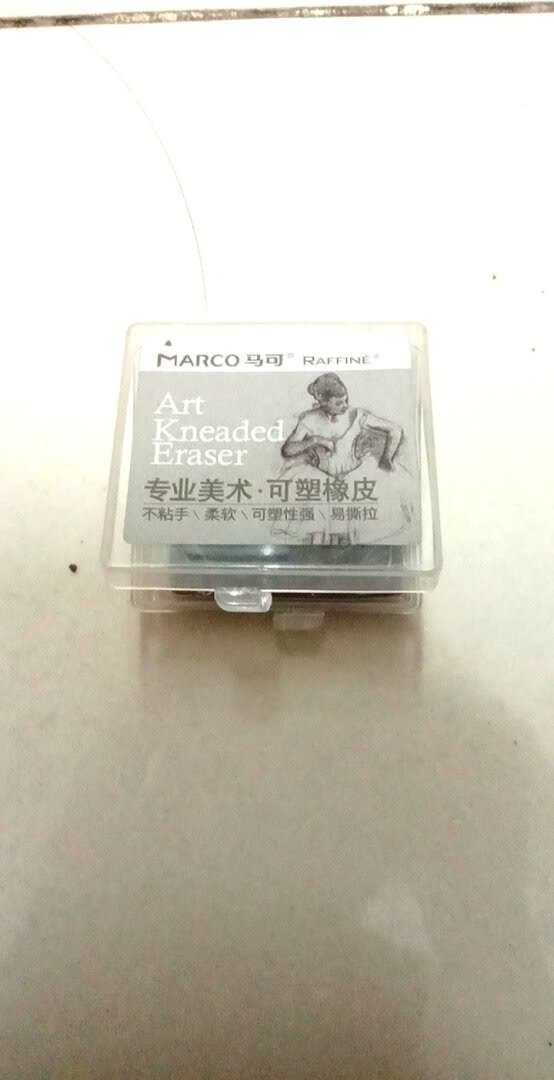 MARCO 马可® RAFFINÉ®
Art
Kneaded
Eraser
专业美术·可塑橡皮
不粘手 \ 柔软 \ 可塑性强 \ 易撕拉